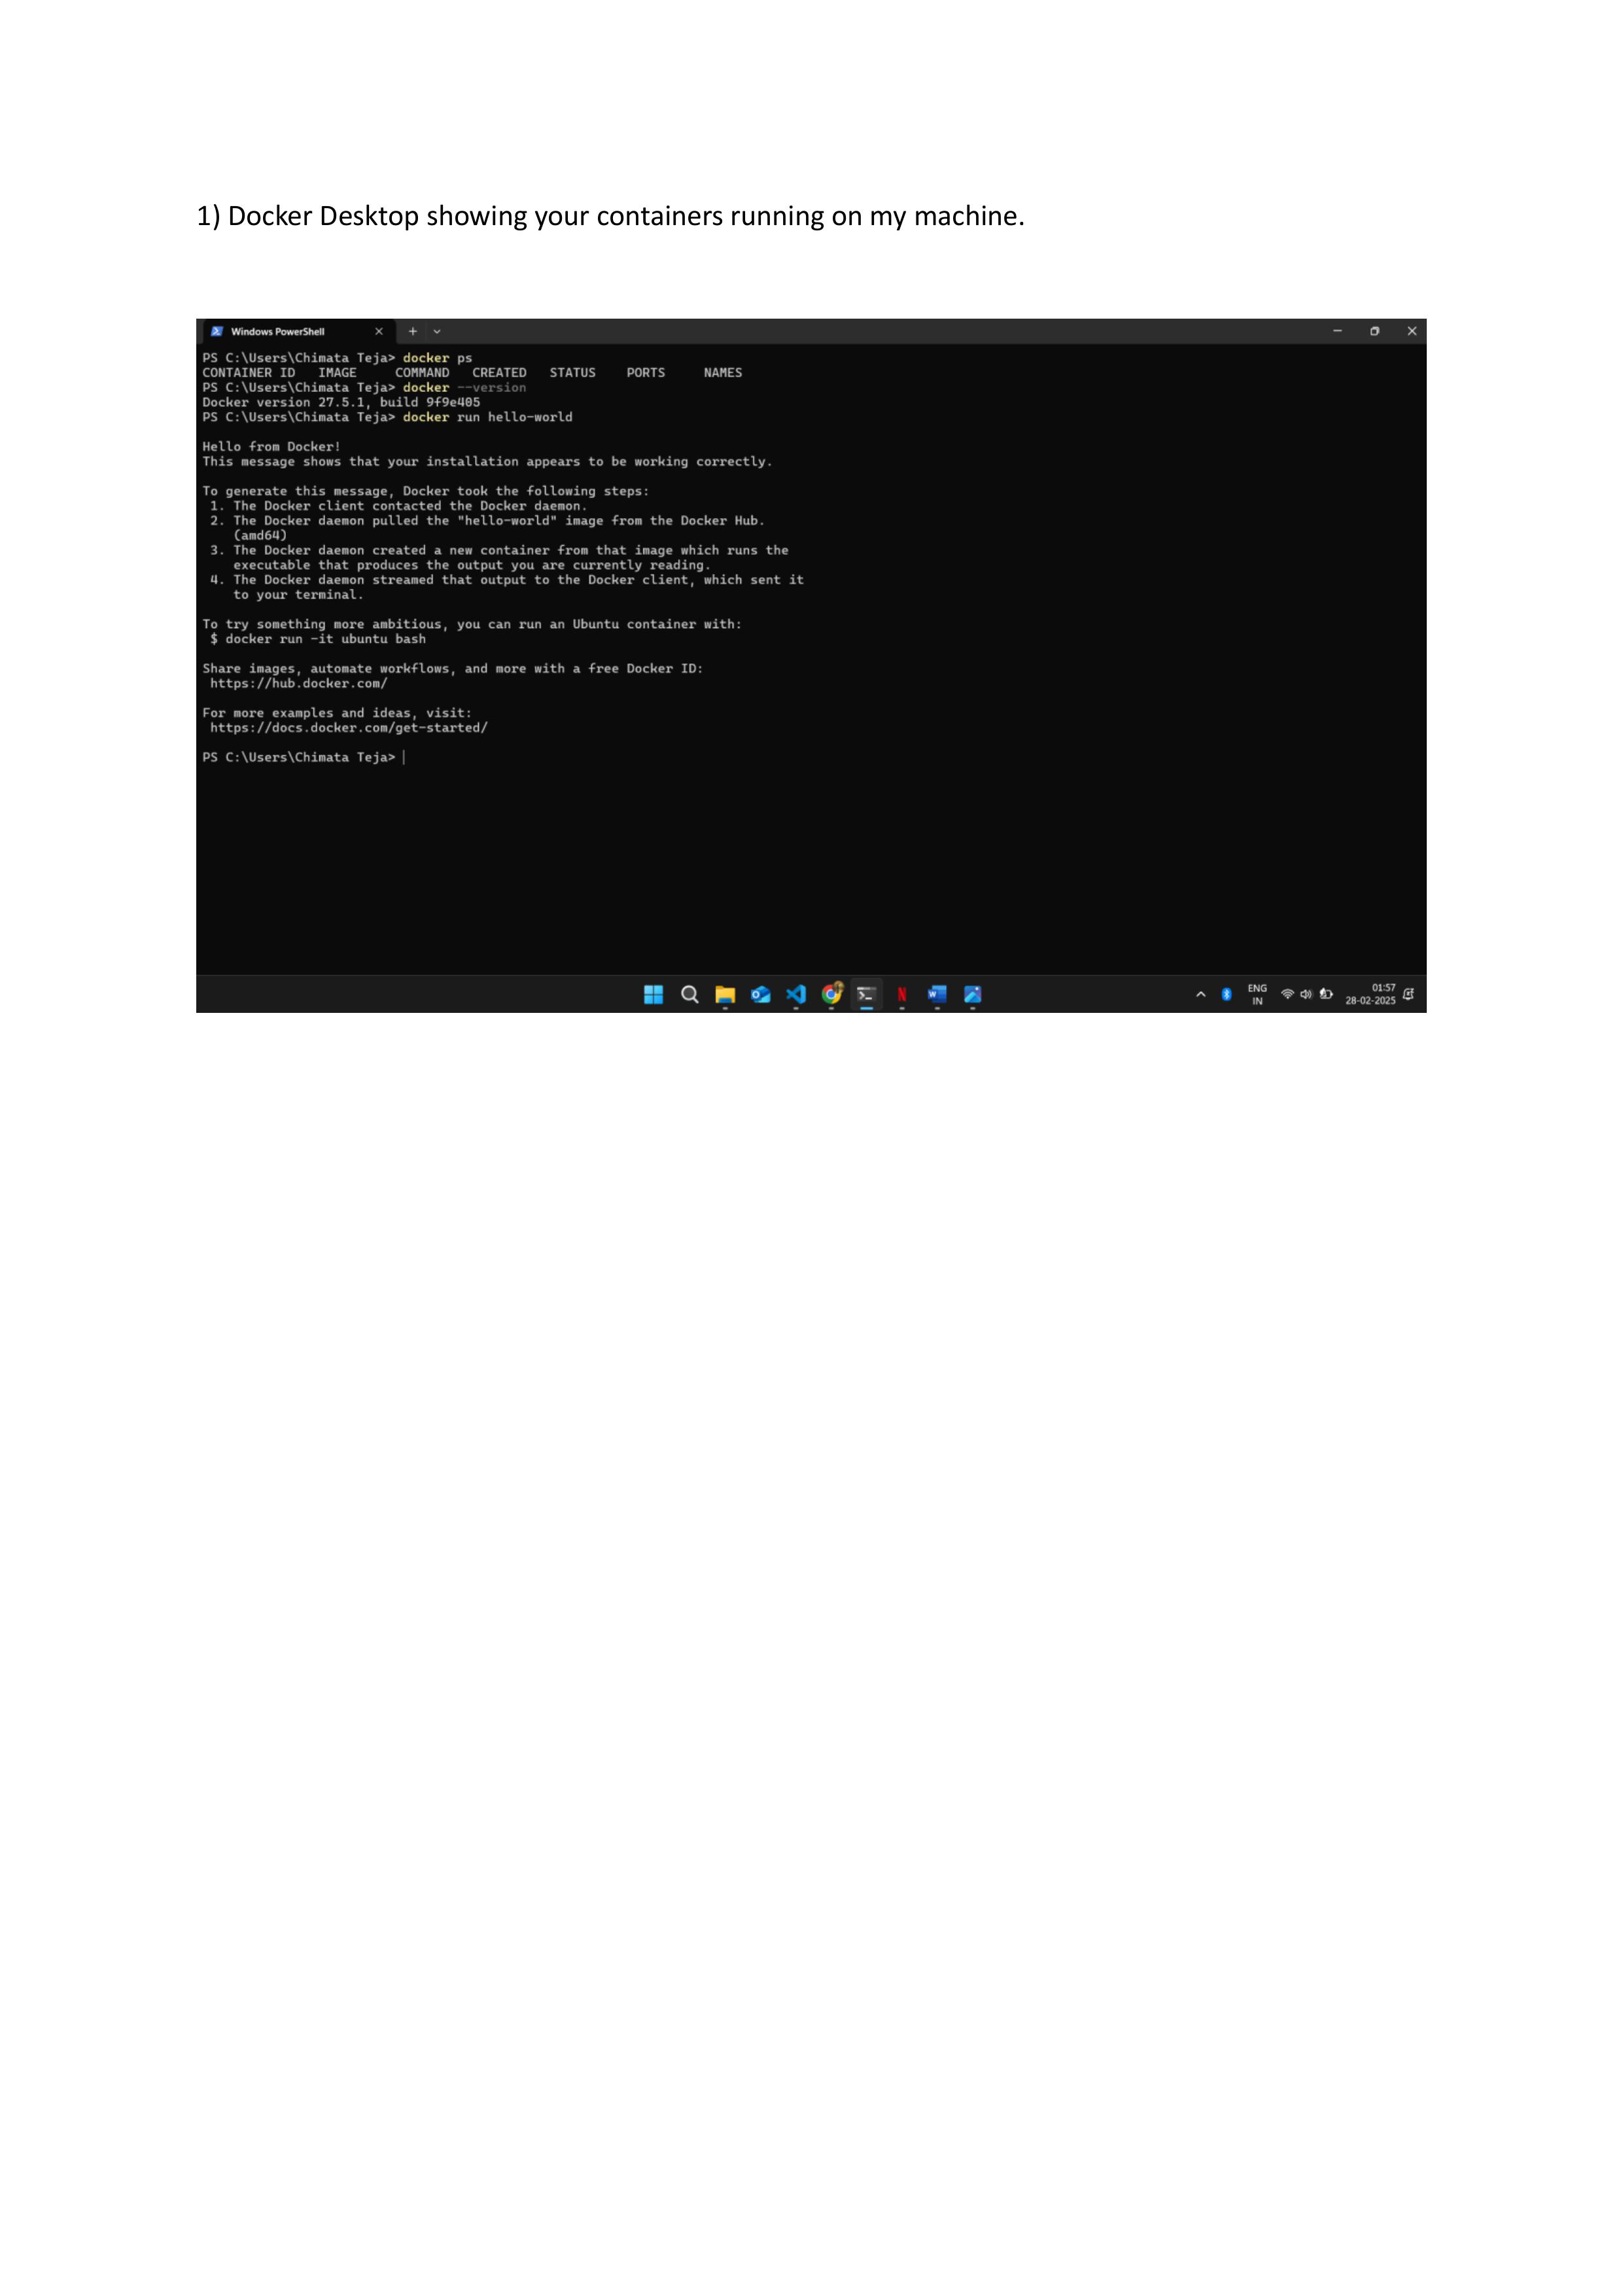 1) Docker Desktop showing your containers running on my machine.
Windows PowerShell
PS C:\Users\Chimata Teja> docker ps
CONTAINER ID   IMAGE     COMMAND   CREATED   STATUS    PORTS     NAMES
PS C:\Users\Chimata Teja> docker --version
Docker version 27.5.1, build 9f9e405
PS C:\Users\Chimata Teja> docker run hello-world
Hello from Docker!
This message shows that your installation appears to be working correctly.
To generate this message, Docker took the following steps:
 1. The Docker client contacted the Docker daemon.
 2. The Docker daemon pulled the "hello-world" image from the Docker Hub.
    (amd64)
 3. The Docker daemon created a new container from that image which runs the
    executable that produces the output you are currently reading.
 4. The Docker daemon streamed that output to the Docker client, which sent it
    to your terminal.
To try something more ambitious, you can run an Ubuntu container with:
 $ docker run -it ubuntu bash
Share images, automate workflows, and more with a free Docker ID:
 https://hub.docker.com/
For more examples and ideas, visit:
 https://docs.docker.com/get-started/
PS C:\Users\Chimata Teja>
ENG
IN
01:57
28-02-2025